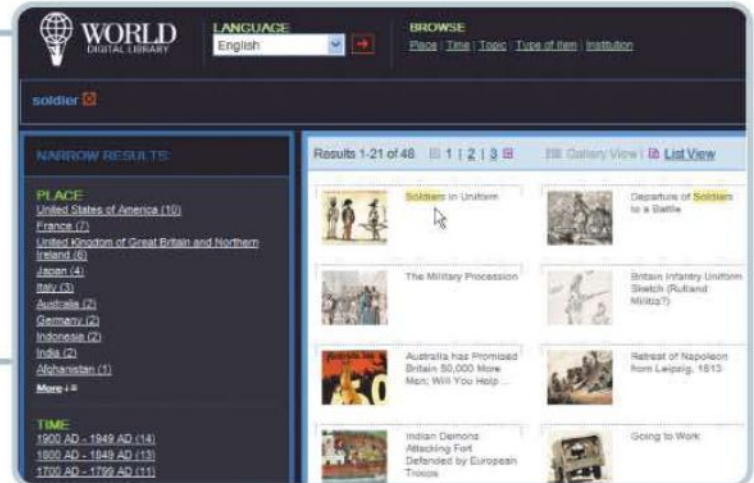 WORLD
DIGITAL LIBRARY
LANGUAGE
English
BROWSE
Place | Time | Topic | Type of Item | Institution
soldier
NARROW RESULTS:
PLACE
United States of America (10)
France (7)
United Kingdom of Great Britain and Northern
Ireland (6)
Japan (4)
Italy (3)
Australia (2)
Germany (2)
Indonesia (2)
India (2)
Afghanistan (1)
More
TIME
1900 AD - 1949 AD (14)
1800 AD - 1849 AD (13)
1700 AD - 1799 AD (11)
Results 1-21 of 48 1 | 2 | 3
Gallery View | List View
Soldiers in Uniform
Departure of Soldiers
to a Battle
The Military Procession
Britain Infantry Uniform
Sketch (Rutland
Militia?)
Australia has Promised
Britain 50,000 More
Men; Will You Help ...
Retreat of Napoleon
from Leipzig, 1813
Indian Demons
Attacking Fort
Defended by European
Troops
Going to Work